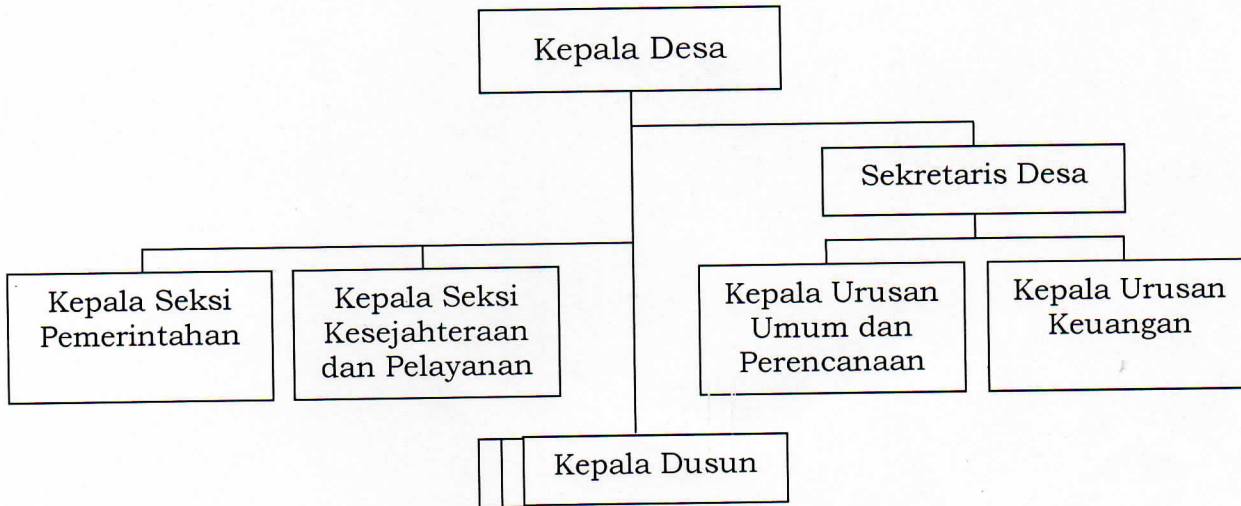 Kepala Desa
Sekretaris Desa
Kepala Seksi
Pemerintahan
Kepala Seksi
Kesejahteraan
dan Pelayanan
Kepala Urusan
Umum dan
Perencanaan
Kepala Urusan
Keuangan
Kepala Dusun